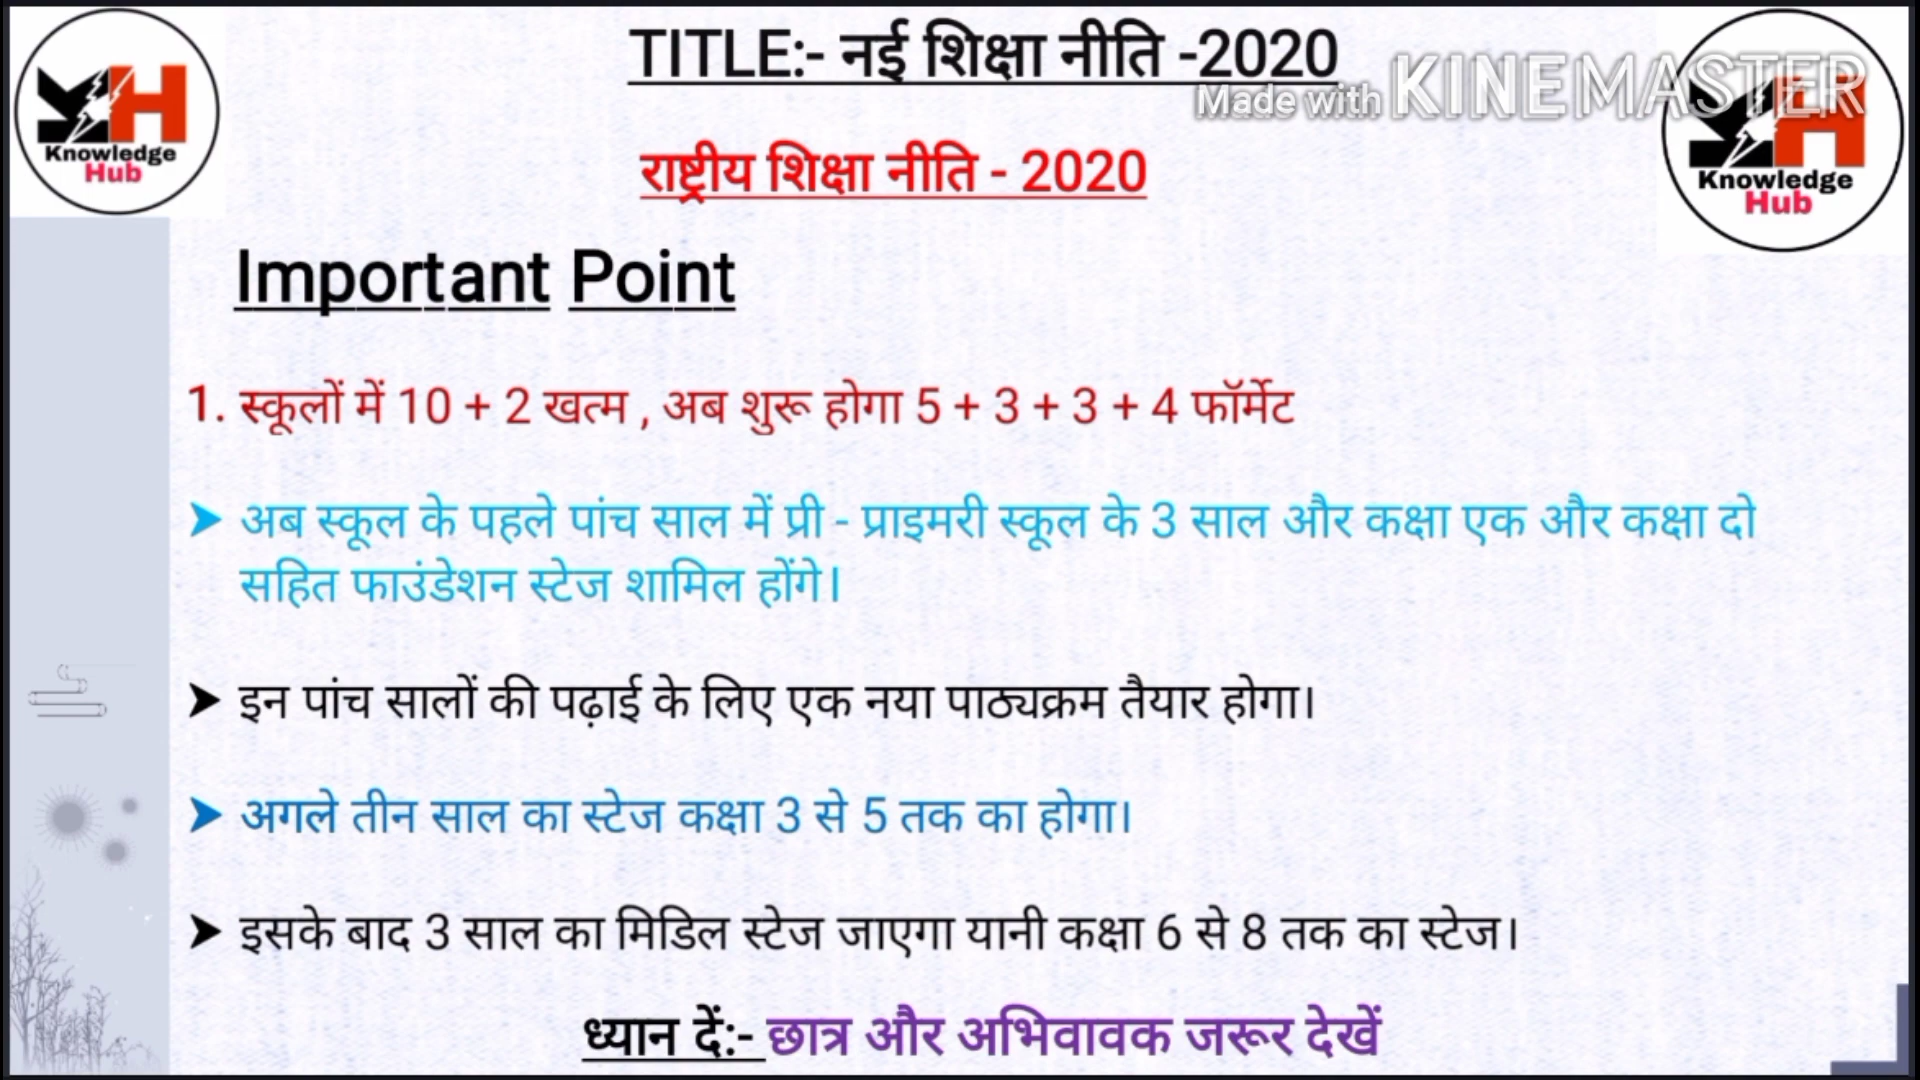 TITLE:- नई शिक्षा नीति -2020
Made with KINEMASTER
KH
Knowledge
Hub
KH
Knowledge
Hub
राष्ट्रीय शिक्षा नीति - 2020
Important Point
1. स्कूलों में 10 + 2 खत्म , अब शुरू होगा 5 + 3 + 3 + 4 फॉर्मेट
➤ अब स्कूल के पहले पांच साल में प्री - प्राइमरी स्कूल के 3 साल और कक्षा एक और कक्षा दो
सहित फाउंडेशन स्टेज शामिल होंगे।
➤ इन पांच सालों की पढ़ाई के लिए एक नया पाठ्यक्रम तैयार होगा।
➤ अगले तीन साल का स्टेज कक्षा 3 से 5 तक का होगा।
➤ इसके बाद 3 साल का मिडिल स्टेज जाएगा यानी कक्षा 6 से 8 तक का स्टेज।
ध्यान दें:- छात्र और अभिवावक जरूर देखें